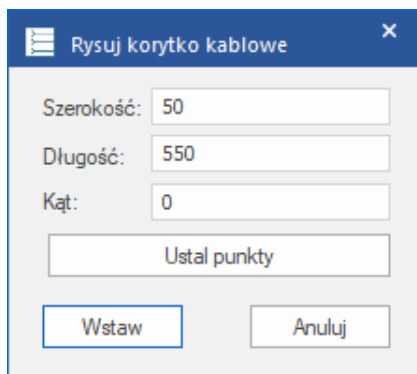 Rysuj korytko kablowe
Szerokość: 50
Długość: 550
Kąt: 0
Ustal punkty
Wstaw Anuluj